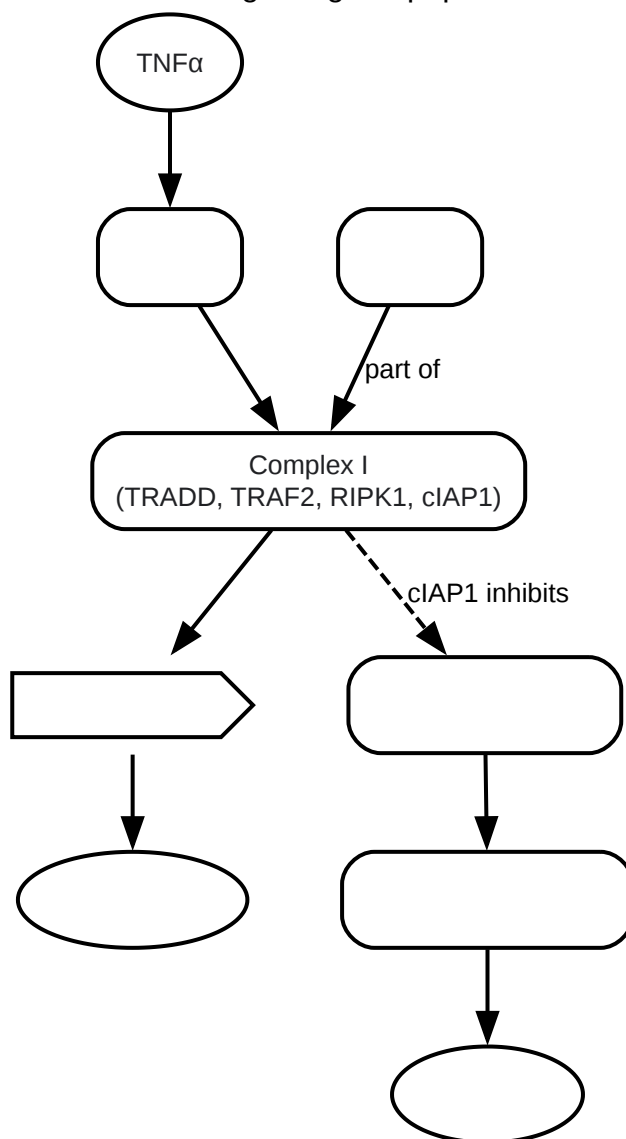 TNFα
part of
Complex I
(TRADD, TRAF2, RIPK1, cIAP1)
cIAP1 inhibits